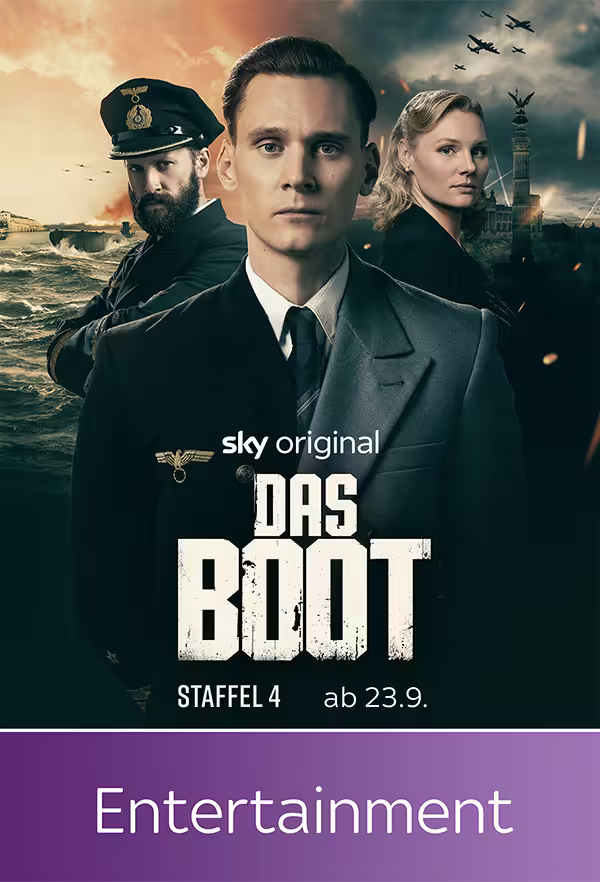 sky original
DAS
BOOT
STAFFEL 4 ab 23.9.
Entertainment